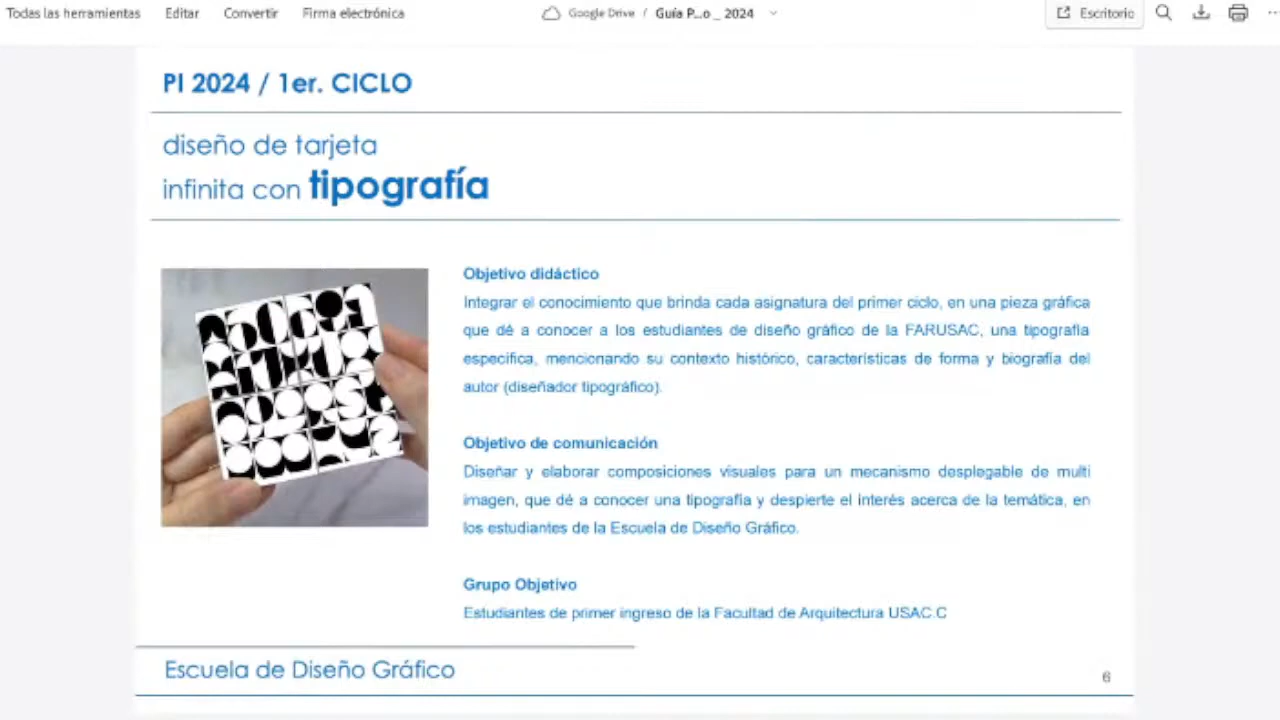 Todas las herramientas Editar Convertir Firma electrónica Google Drive / Guía P...o _ 2024 Escritorio
PI 2024 / 1er. CICLO
diseño de tarjeta
infinita con tipografía
Objetivo didáctico
Integrar el conocimiento que brinda cada asignatura del primer ciclo, en una pieza gráfica
que dé a conocer a los estudiantes de diseño gráfico de la FARUSAC, una tipografía
específica, mencionando su contexto histórico, características de forma y biografía del
autor (diseñador tipográfico).
Objetivo de comunicación
Diseñar y elaborar composiciones visuales para un mecanismo desplegable de multi
imagen, que dé a conocer una tipografía y despierte el interés acerca de la temática, en
los estudiantes de la Escuela de Diseño Gráfico.
Grupo Objetivo
Estudiantes de primer ingreso de la Facultad de Arquitectura USAC.C
Escuela de Diseño Gráfico
6